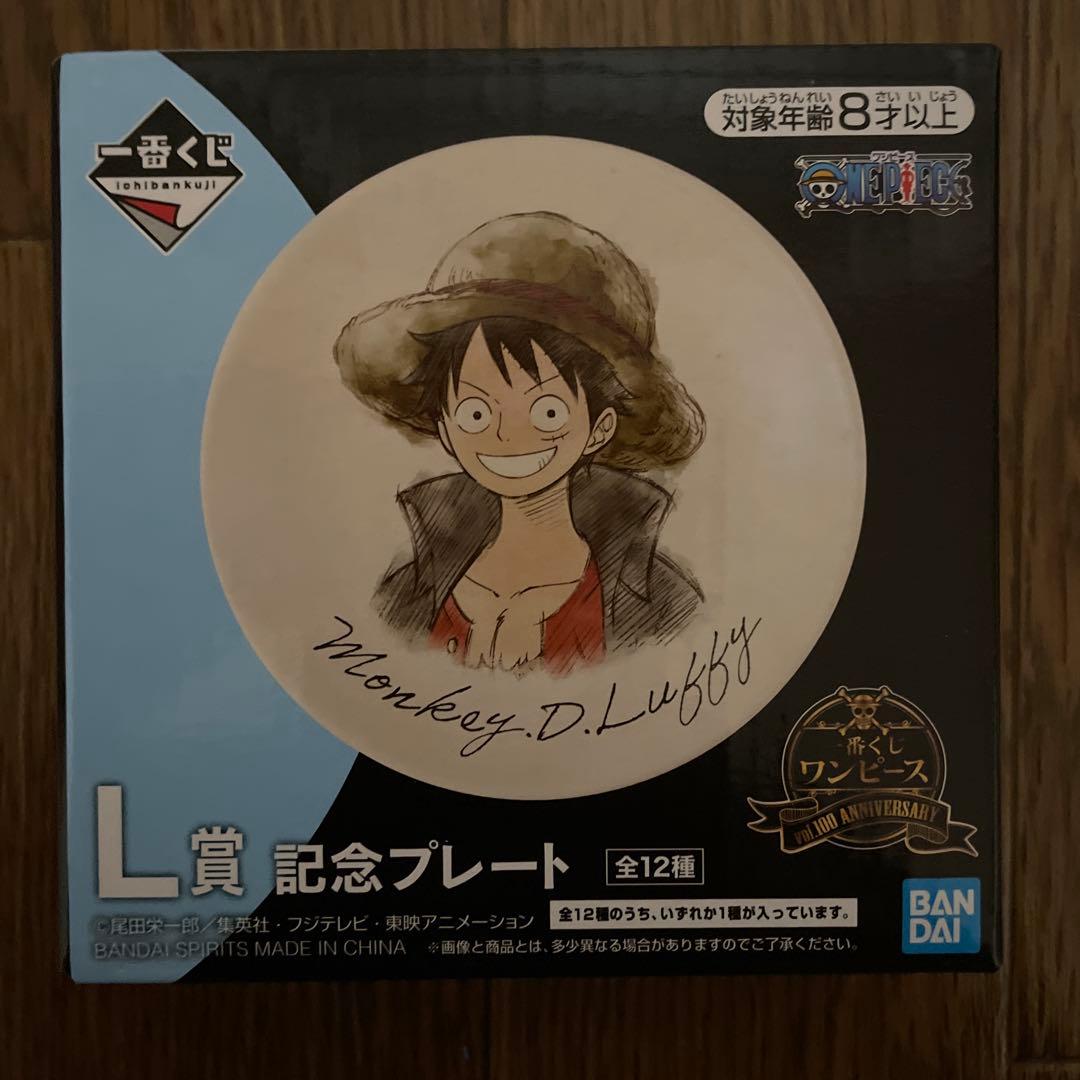 一番くじ
ichibankuji
たいしょうねんれい さい い じょう
対象年齢8才以上
ワンピース
ONE PIECE
Monkey.D.Luffy
一番くじ
ワンピース
vol.100 ANNIVERSARY
L賞 記念プレート 全12種
©尾田栄一郎／集英社・フジテレビ・東映アニメーション
全12種のうち、いずれか1種が入っています。
BANDAI SPIRITS MADE IN CHINA ※画像と商品とは、多少異なる場合がありますのでご了承ください。
BAN
DAI